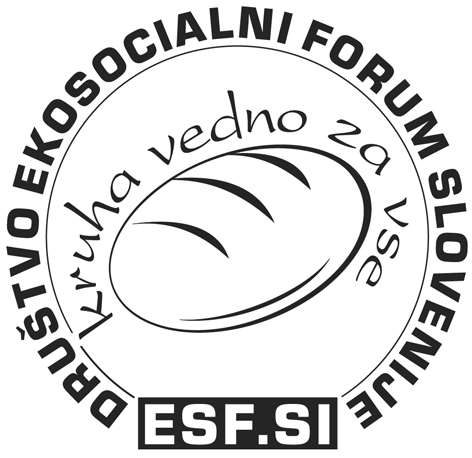 DRUŠTVO EKOSOCIALNI FORUM SLOVENIJE
kruha vedno za vse
ESF.SI